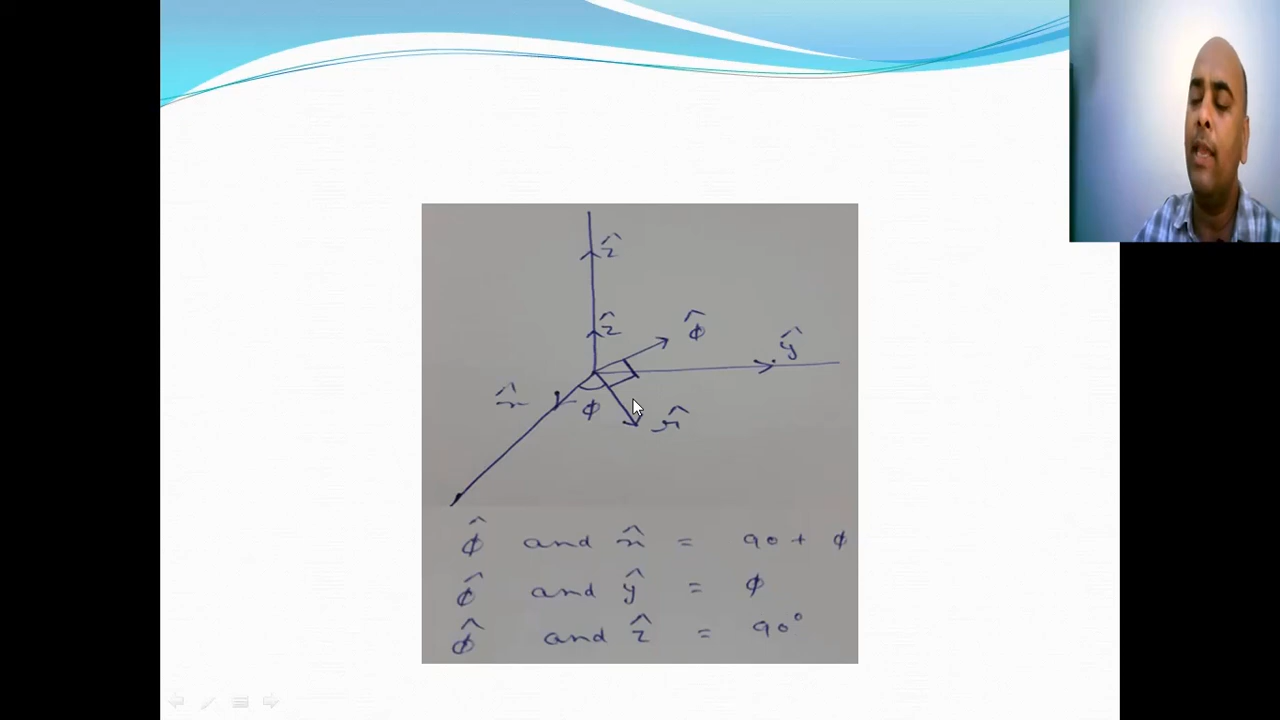 ẑ
ẑ
ϕ̂
ŷ
x̂
ϕ
r̂
ϕ̂ and x̂ = 90 + ϕ
ϕ̂ and ŷ = ϕ
ϕ̂ and ẑ = 90°